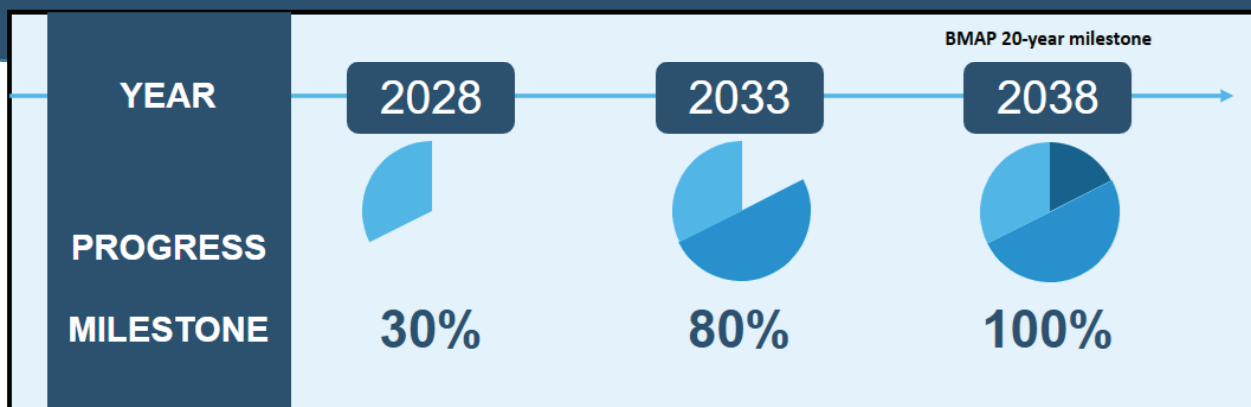 BMAP 20-year milestone
YEAR
2028
2033
2038
PROGRESS
MILESTONE
30%
80%
100%